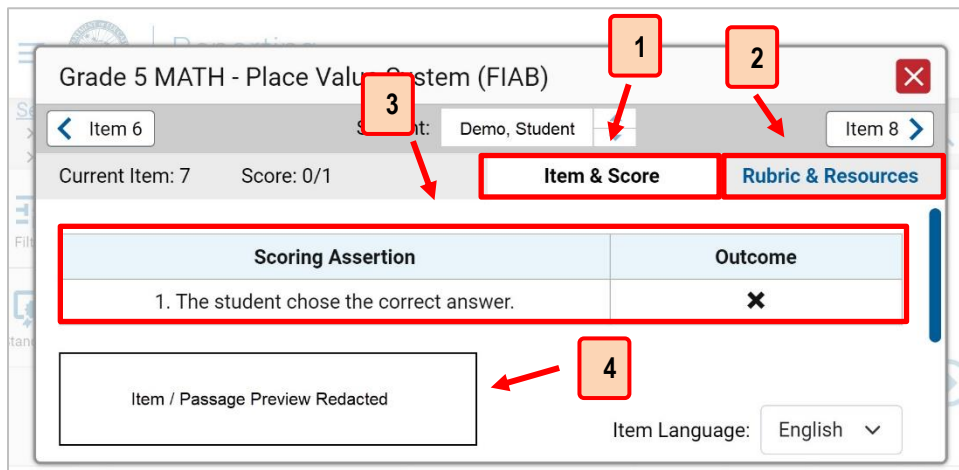 Reporting
1
2
Grade 5 MATH - Place Value System (FIAB)
3
Item 6
Demo, Student
Item 8
Current Item: 7 Score: 0/1 Item & Score Rubric & Resources
Scoring Assertion Outcome
1. The student chose the correct answer. ✖
4
Item / Passage Preview Redacted
Item Language: English